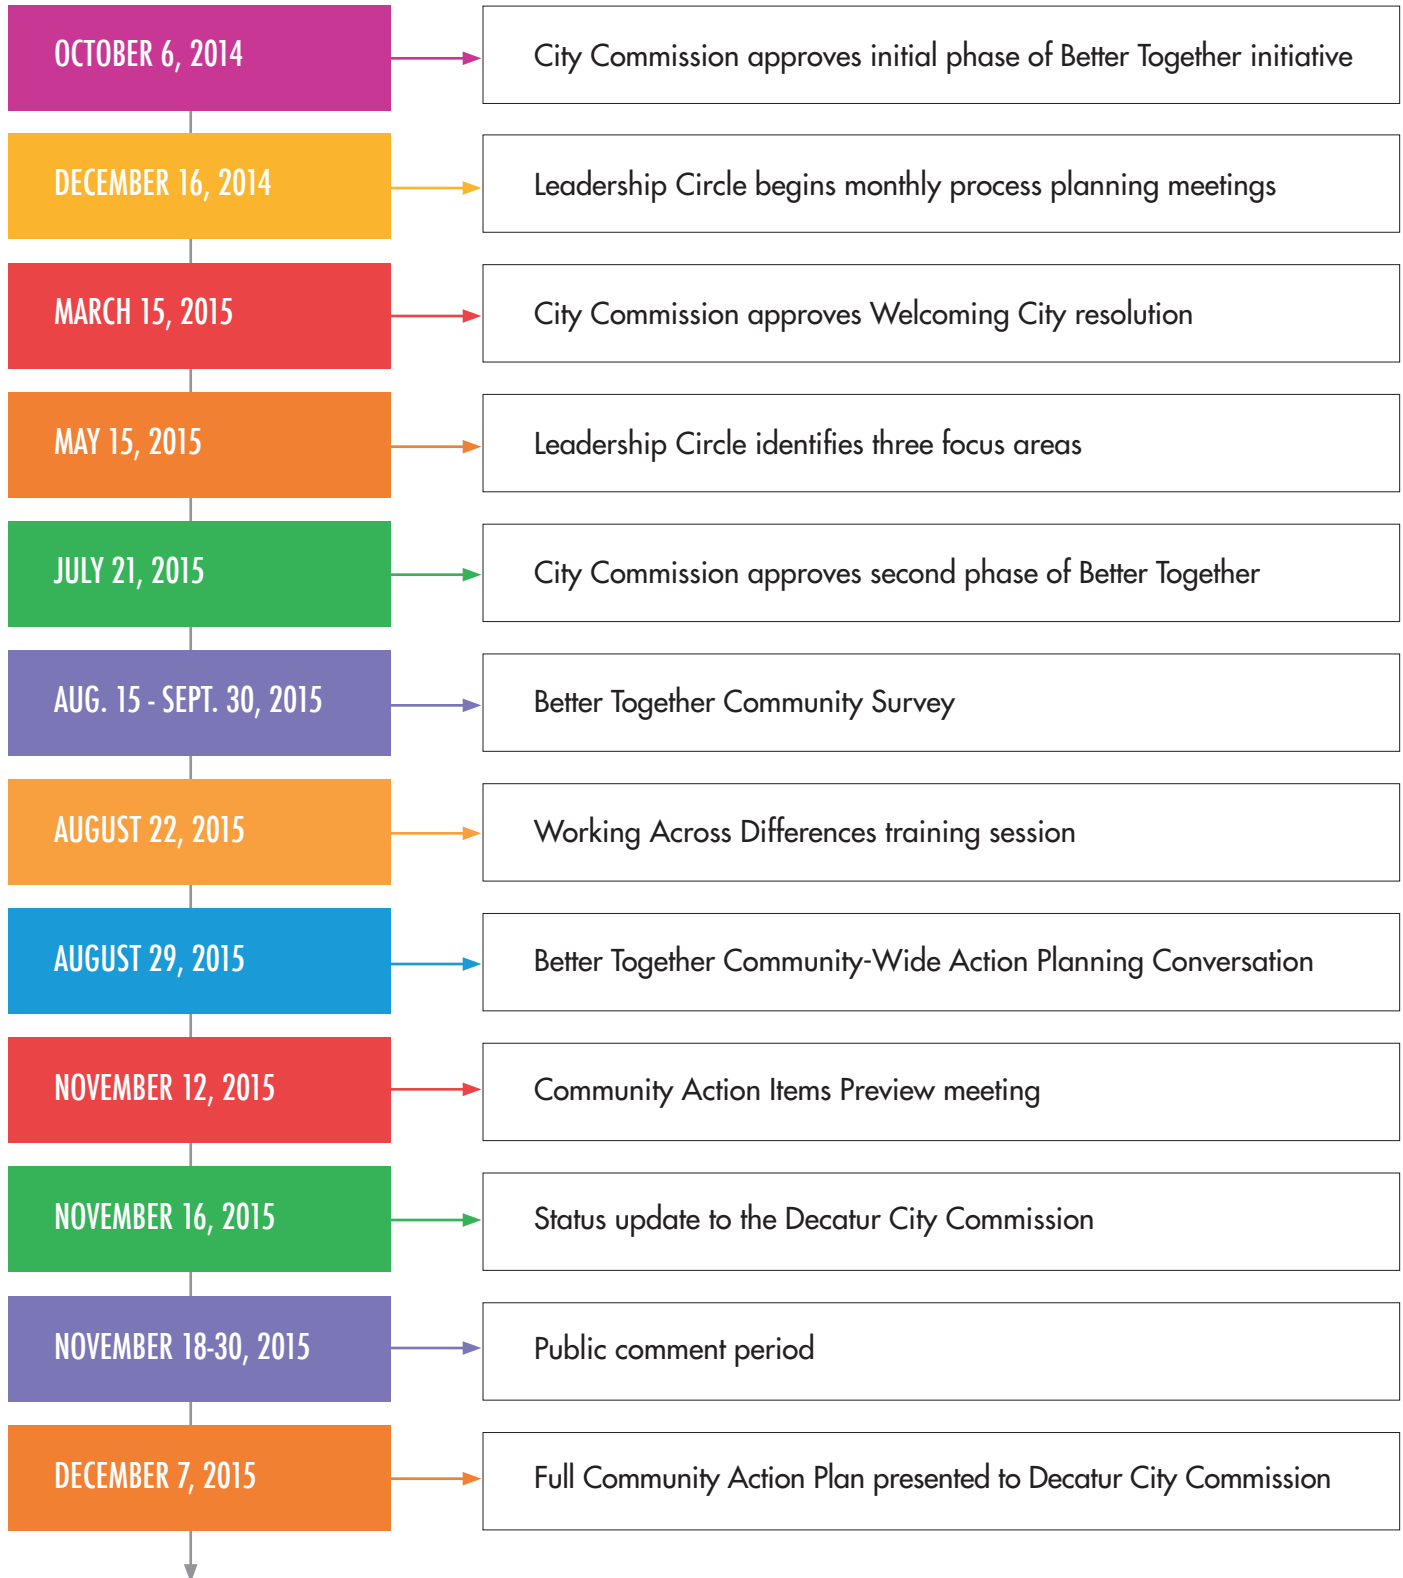 OCTOBER 6, 2014
City Commission approves initial phase of Better Together initiative
DECEMBER 16, 2014
Leadership Circle begins monthly process planning meetings
MARCH 15, 2015
City Commission approves Welcoming City resolution
MAY 15, 2015
Leadership Circle identifies three focus areas
JULY 21, 2015
City Commission approves second phase of Better Together
AUG. 15 - SEPT. 30, 2015
Better Together Community Survey
AUGUST 22, 2015
Working Across Differences training session
AUGUST 29, 2015
Better Together Community-Wide Action Planning Conversation
NOVEMBER 12, 2015
Community Action Items Preview meeting
NOVEMBER 16, 2015
Status update to the Decatur City Commission
NOVEMBER 18-30, 2015
Public comment period
DECEMBER 7, 2015
Full Community Action Plan presented to Decatur City Commission